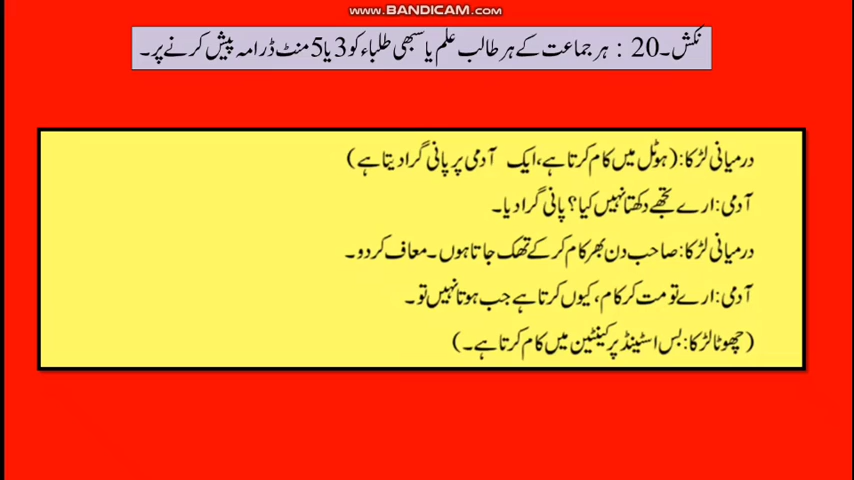 www.BANDICAM.com
نکش۔20 : ہر جماعت کے ہر طالب علم یا سبھی طلباء کو 3 یا 5 منٹ ڈرامہ پیش کرنے پر۔
درمیانی لڑکا: (ہوٹل میں کام کرتا ہے، ایک آدمی پر پانی گرا دیتا ہے)
آدمی: ارے تجھے دکھتا نہیں کیا؟ پانی گرا دیا۔
درمیانی لڑکا: صاحب دن بھر کام کر کے تھک جاتا ہوں۔ معاف کر دو۔
آدمی: ارے تو مت کر کام، کیوں کرتا ہے جب ہوتا نہیں تو۔
(چھوٹا لڑکا: بس اسٹینڈ پر کینٹین میں کام کرتا ہے۔)